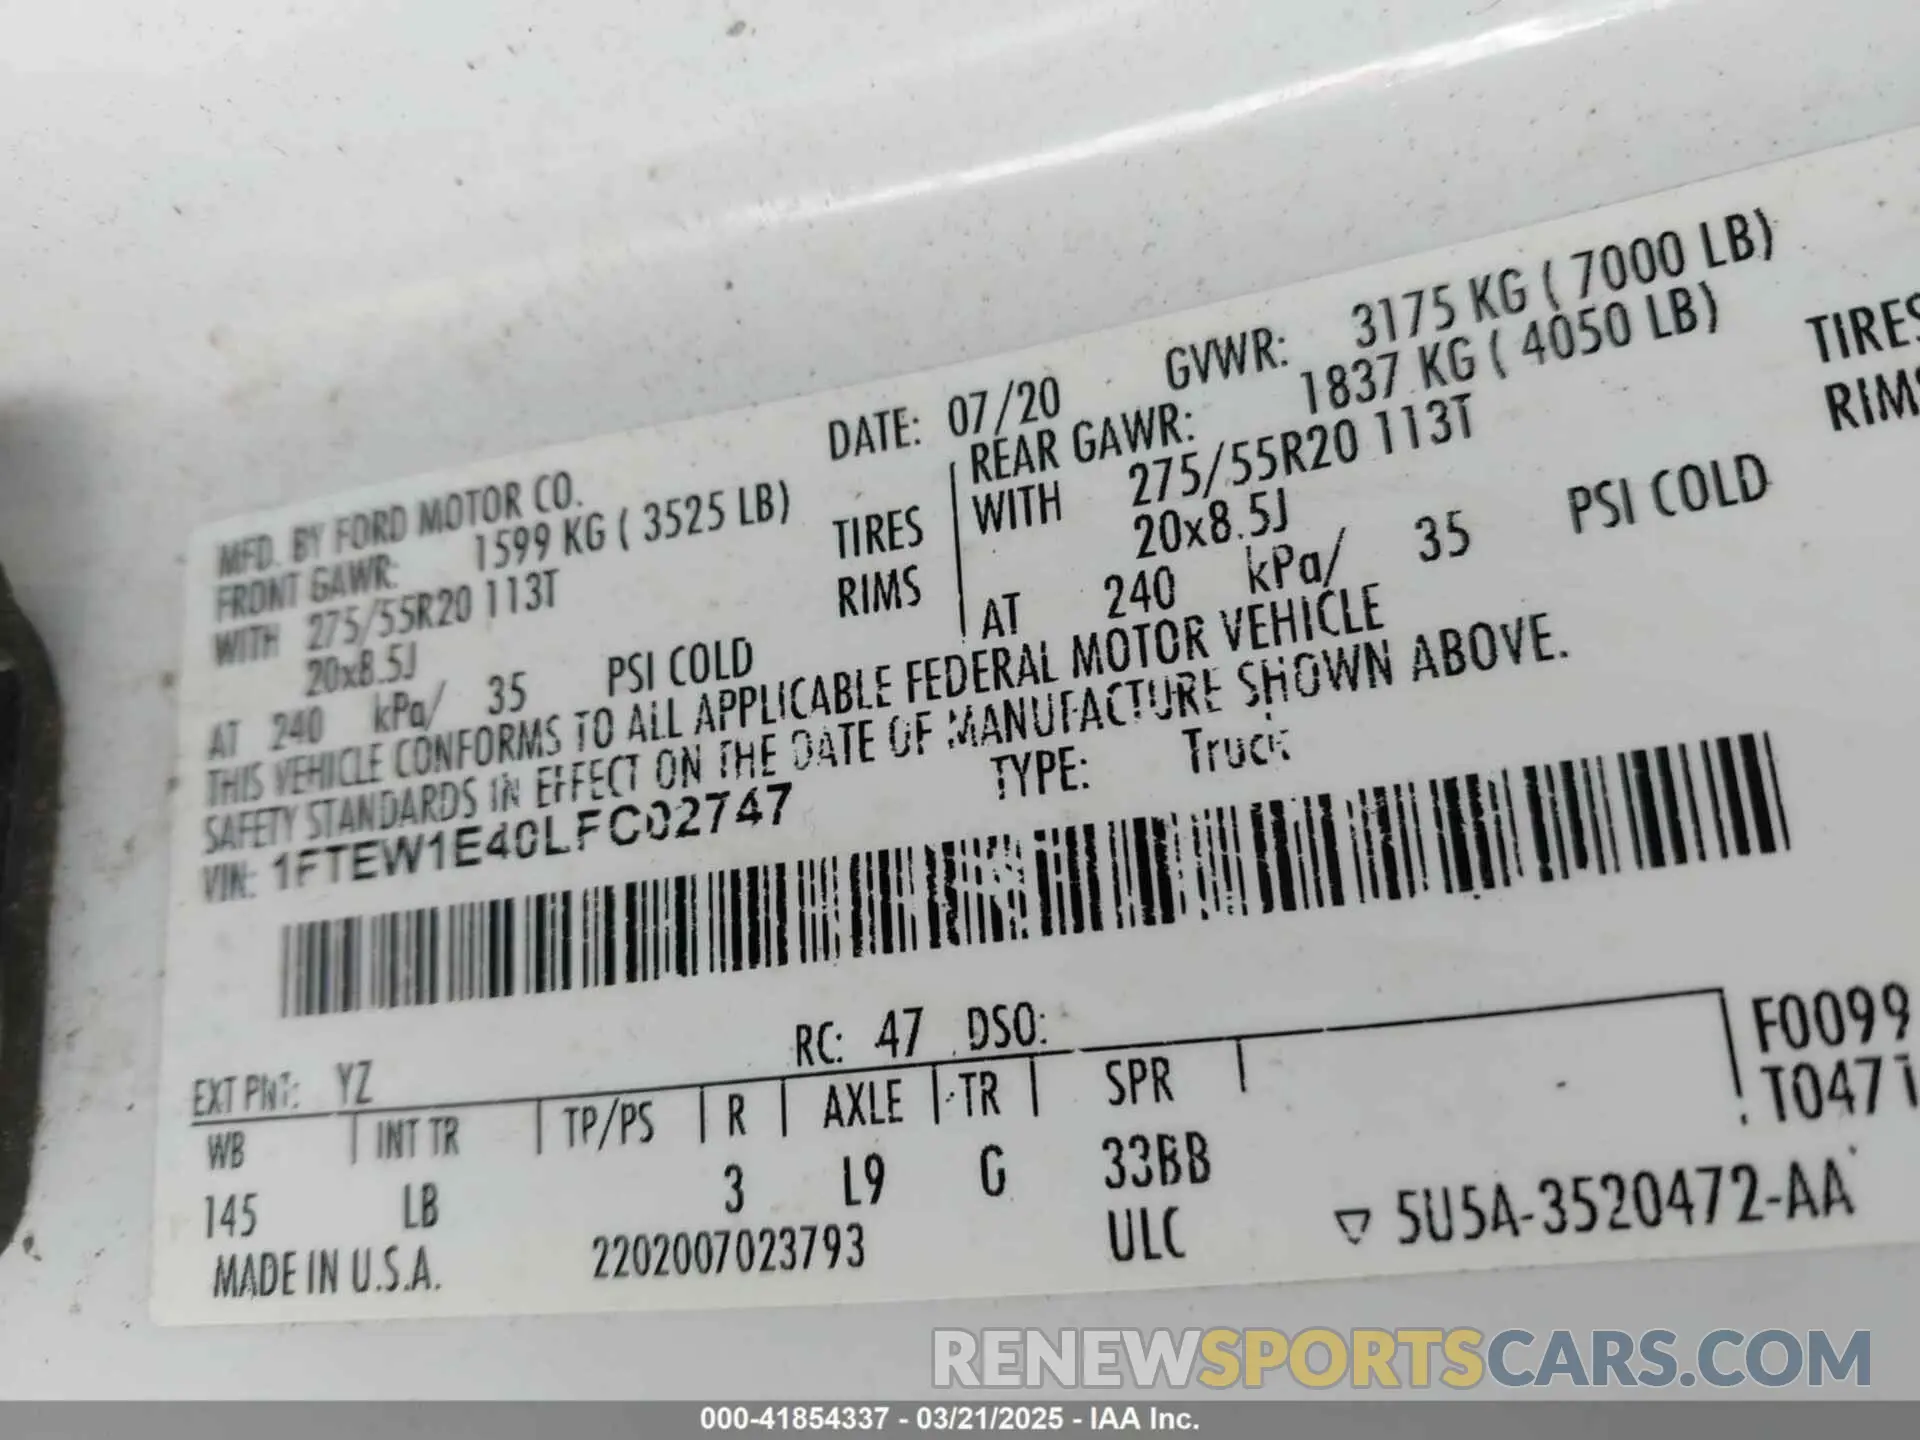 MFD. BY FORD MOTOR CO.
DATE: 07/20 GVWR: 3175 KG ( 7000 LB)
FRONT GAWR: 1599 KG ( 3525 LB)
REAR GAWR: 1837 KG ( 4050 LB)
WITH 275/55R20 113T TIRES
WITH 275/55R20 113T TIRES
20x8.5J RIMS
20x8.5J RIMS
AT 240 kPa/ 35 PSI COLD
AT 240 kPa/ 35 PSI COLD
THIS VEHICLE CONFORMS TO ALL APPLICABLE FEDERAL MOTOR VEHICLE
SAFETY STANDARDS IN EFFECT ON THE DATE OF MANUFACTURE SHOWN ABOVE.
VIN: 1FTEW1E40LFC02747 TYPE: Truck
EXT PNT: YZ RC: 47 DSO:
WB INT TR TP/PS R AXLE TR SPR
145 LB 3 L9 G 33BB
F0099
T0471
MADE IN U.S.A. 2202007023793 ULC ▽ 5U5A-3520472-AA
RENEWSPORTSCARS.COM
000-41854337 - 03/21/2025 - IAA Inc.